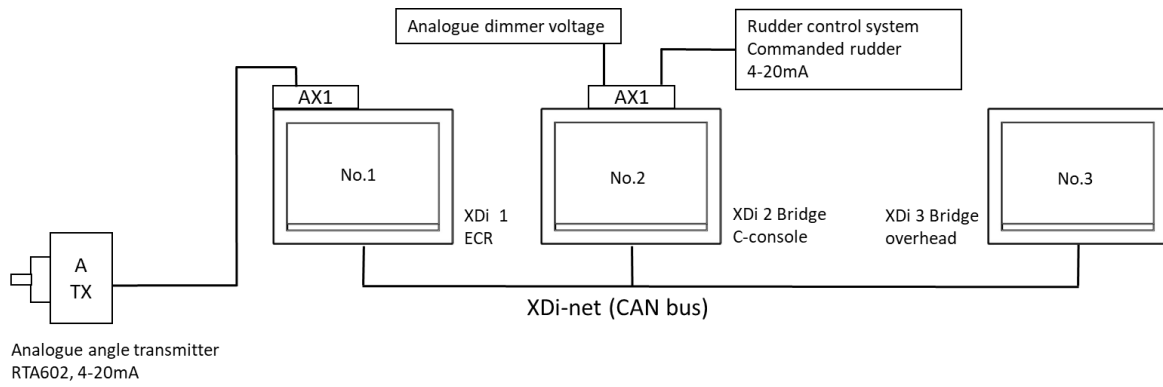 Analogue dimmer voltage
Rudder control system
Commanded rudder
4-20mA
AX1
AX1
No.1
No.2
No.3
XDi 1
ECR
XDi 2 Bridge
C-console
XDi 3 Bridge
overhead
A
TX
XDi-net (CAN bus)
Analogue angle transmitter
RTA602, 4-20mA